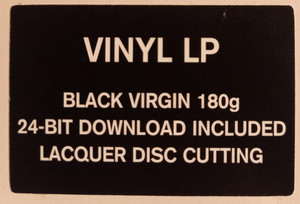 VINYL LP
BLACK VIRGIN 180g
24-BIT DOWNLOAD INCLUDED
LACQUER DISC CUTTING